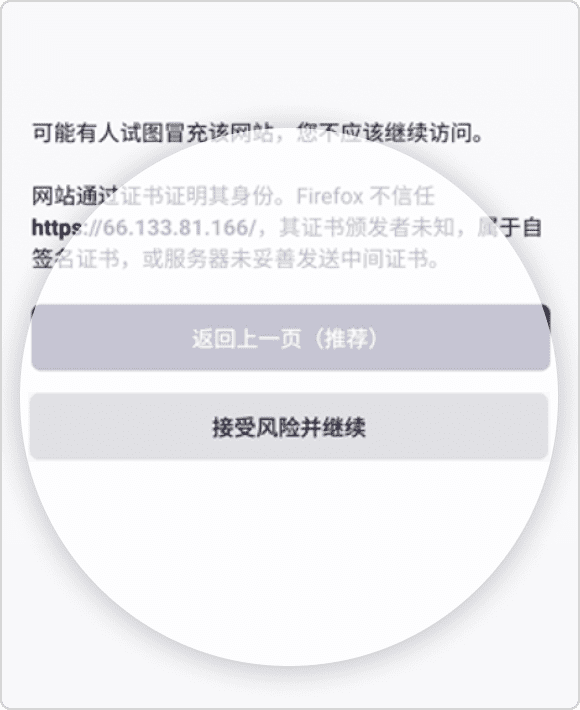 可能有人试图冒充该网站，您不应该继续访问。
网站通过证书证明其身份。Firefox 不信任
https://66.133.81.166/，其证书颁发者未知，属于自
签名证书，或服务器未妥善发送中间证书。
返回上一页（推荐）
接受风险并继续